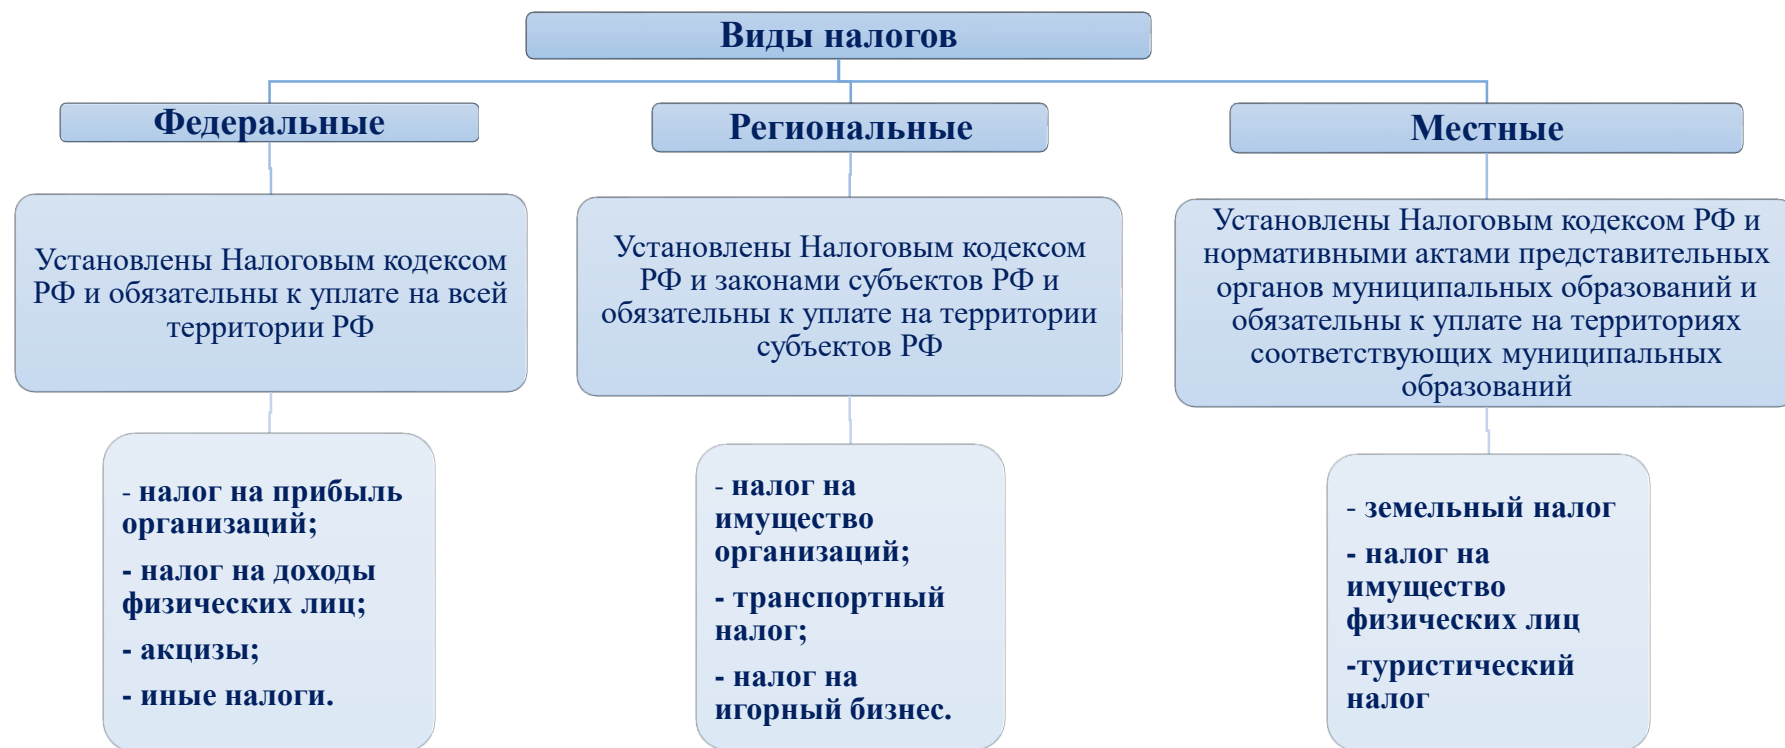 Виды налогов
Федеральные
Региональные
Местные
Установлены Налоговым кодексом
РФ и обязательны к уплате на всей
территории РФ
Установлены Налоговым кодексом
РФ и законами субъектов РФ и
обязательны к уплате на территории
субъектов РФ
Установлены Налоговым кодексом РФ и
нормативными актами представительных
органов муниципальных образований и
обязательны к уплате на территориях
соответствующих муниципальных
образований
- налог на прибыль
организаций;
- налог на доходы
физических лиц;
- акцизы;
- иные налоги.
- налог на
имущество
организаций;
- транспортный
налог;
- налог на
игорный бизнес.
- земельный налог
- налог на
имущество
физических лиц
-туристический
налог